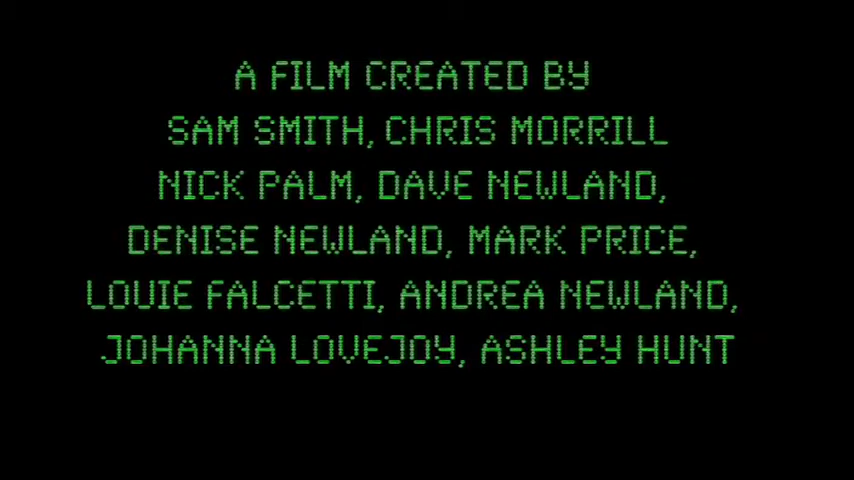 A FILM CREATED BY
SAM SMITH, CHRIS MORRILL
NICK PALM, DAVE NEWLAND,
DENISE NEWLAND, MARK PRICE,
LOUIE FALCETTI, ANDREA NEWLAND,
JOHANNA LOVEJOY, ASHLEY HUNT